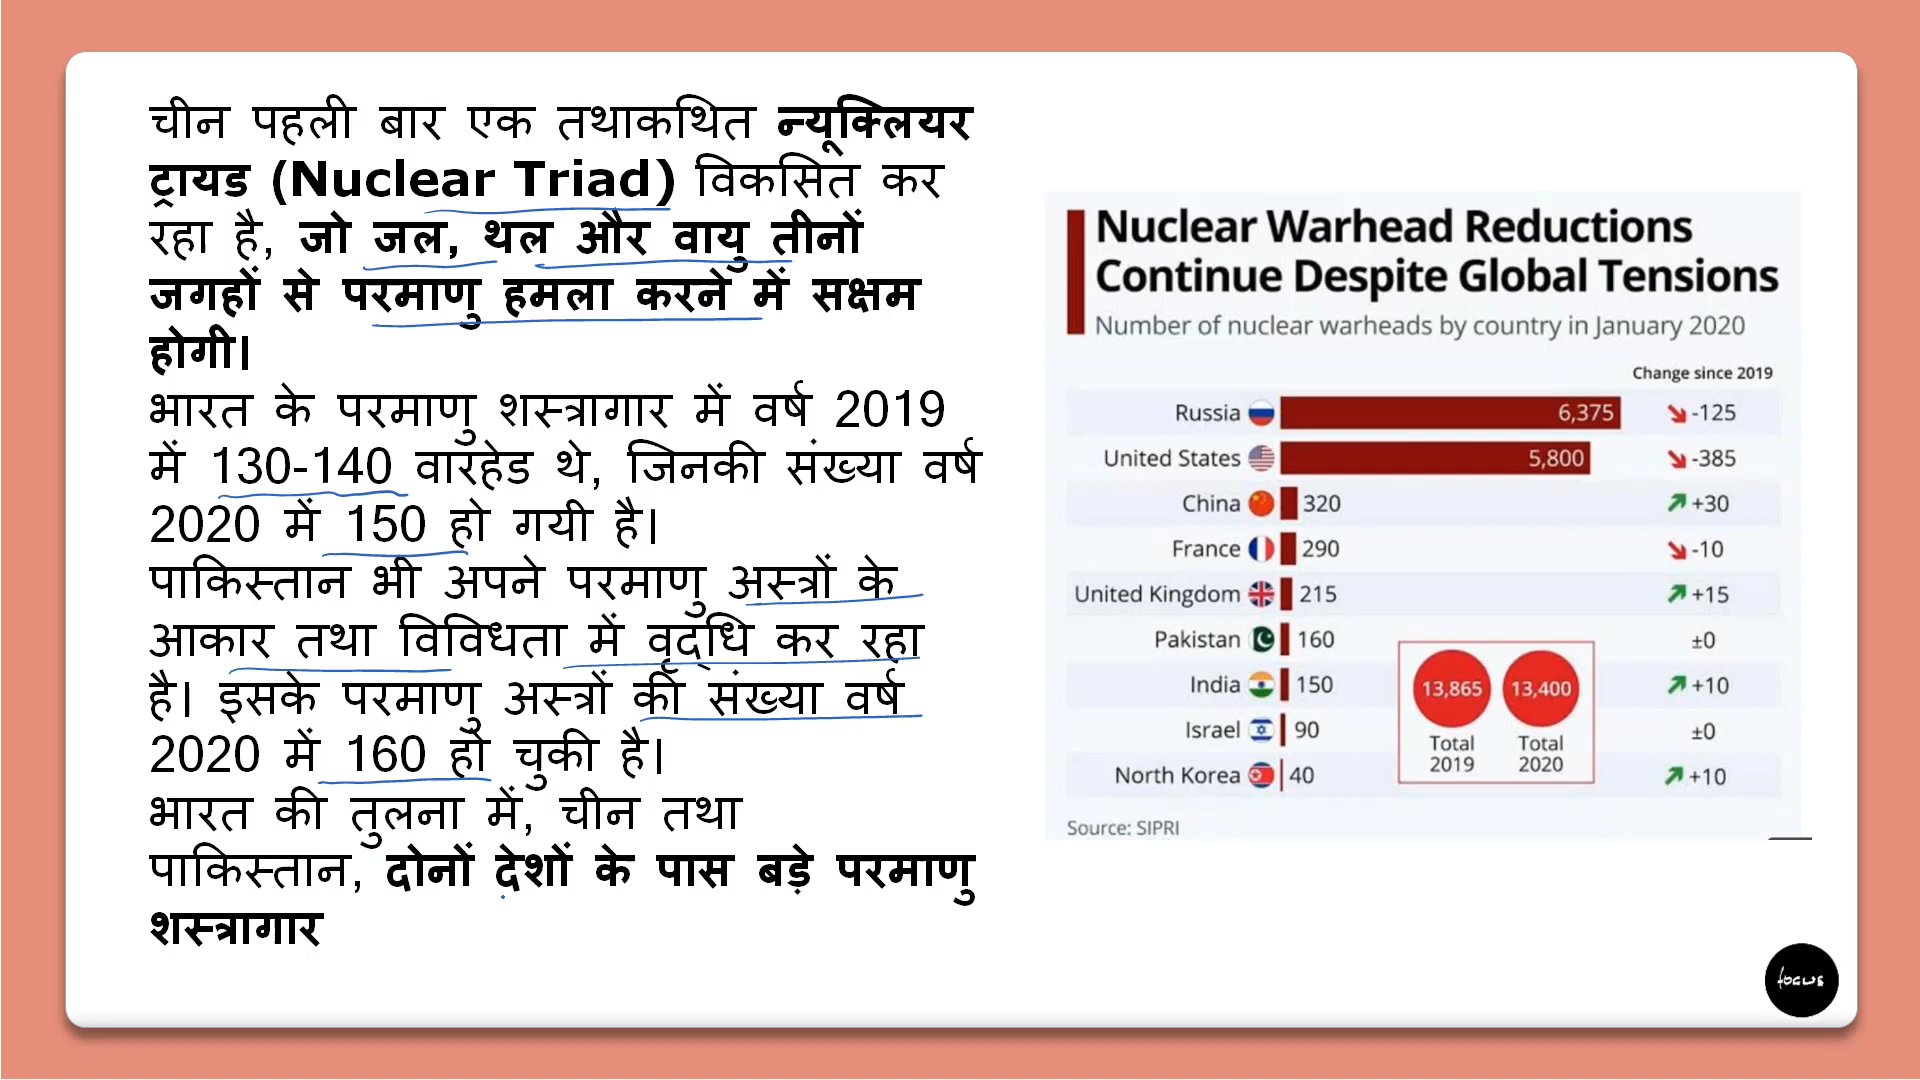 चीन पहली बार एक तथाकथित न्यूक्लियर
ट्रायड (Nuclear Triad) विकसित कर
रहा है, जो जल, थल और वायु तीनों
जगहों से परमाणु हमला करने में सक्षम
होगी।
भारत के परमाणु शस्त्रागार में वर्ष 2019
में 130-140 वारहेड थे, जिनकी संख्या वर्ष
2020 में 150 हो गयी है।
पाकिस्तान भी अपने परमाणु अस्त्रों के
आकार तथा विविधता में वृद्धि कर रहा
है। इसके परमाणु अस्त्रों की संख्या वर्ष
2020 में 160 हो चुकी है।
भारत की तुलना में, चीन तथा
पाकिस्तान, दोनों देशों के पास बड़े परमाणु
शस्त्रागार
Nuclear Warhead Reductions
Continue Despite Global Tensions
Number of nuclear warheads by country in January 2020
Change since 2019
Russia 6,375 -125
United States 5,800 -385
China 320 +30
France 290 -10
United Kingdom 215 +15
Pakistan 160 ±0
India 150 +10
Israel 90 ±0
North Korea 40 +10
13,865 13,400
Total Total
2019 2020
Source: SIPRI
focus